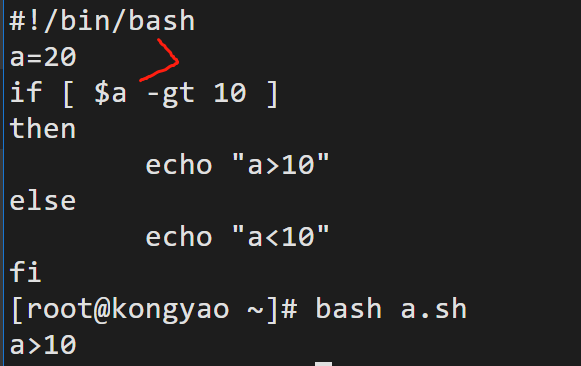 #!/bin/bash
a=20
if [ $a -gt 10 ]
then
        echo "a>10"
else
        echo "a<10"
fi
[root@kongyao ~]# bash a.sh
a>10